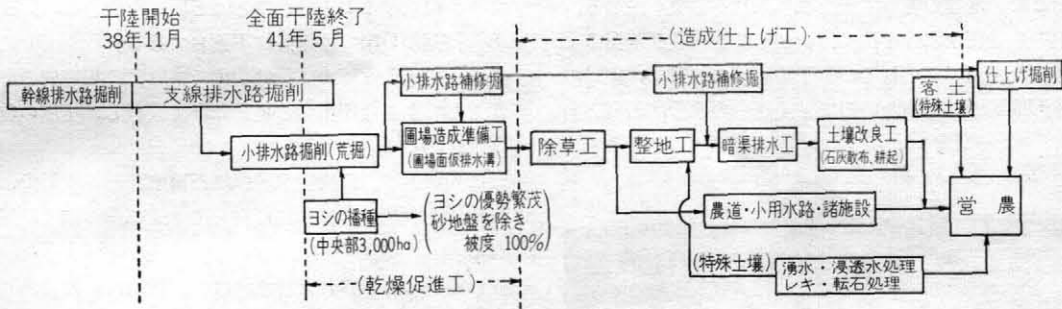 干陸開始
38年11月
全面干陸終了
41年5月
(造成仕上げ工)
幹線排水路掘削
支線排水路掘削
小排水路補修掘
小排水路補修掘
客土
(特殊土壌)
仕上げ掘削
小排水路掘削(荒掘)
圃場造成準備工
(圃場面仮排水溝)
除草工
整地工
暗渠排水工
土壌改良工
(石灰散布、耕起)
ヨシの播種
(中央部3,000ha)
(ヨシの優勢繁茂
砂地盤を除き
被度 100%)
農道・小用水路・諸施設
営農
(乾燥促進工)
(特殊土壌)
湧水・浸透水処理
レキ・転石処理